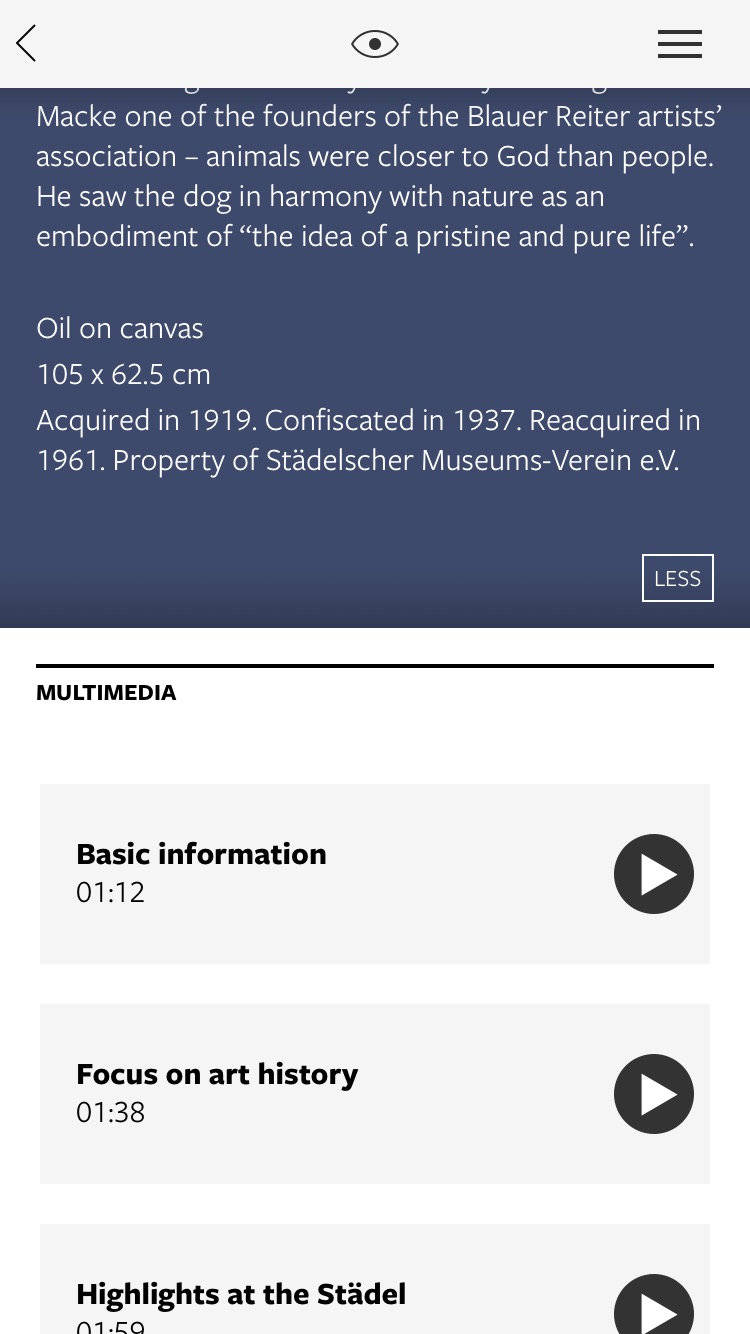 Macke one of the founders of the Blauer Reiter artists’
association – animals were closer to God than people.
He saw the dog in harmony with nature as an
embodiment of “the idea of a pristine and pure life”.
Oil on canvas
105 x 62.5 cm
Acquired in 1919. Confiscated in 1937. Reacquired in
1961. Property of Städelscher Museums-Verein e.V.
LESS
MULTIMEDIA
Basic information
01:12
Focus on art history
01:38
Highlights at the Städel
01:59